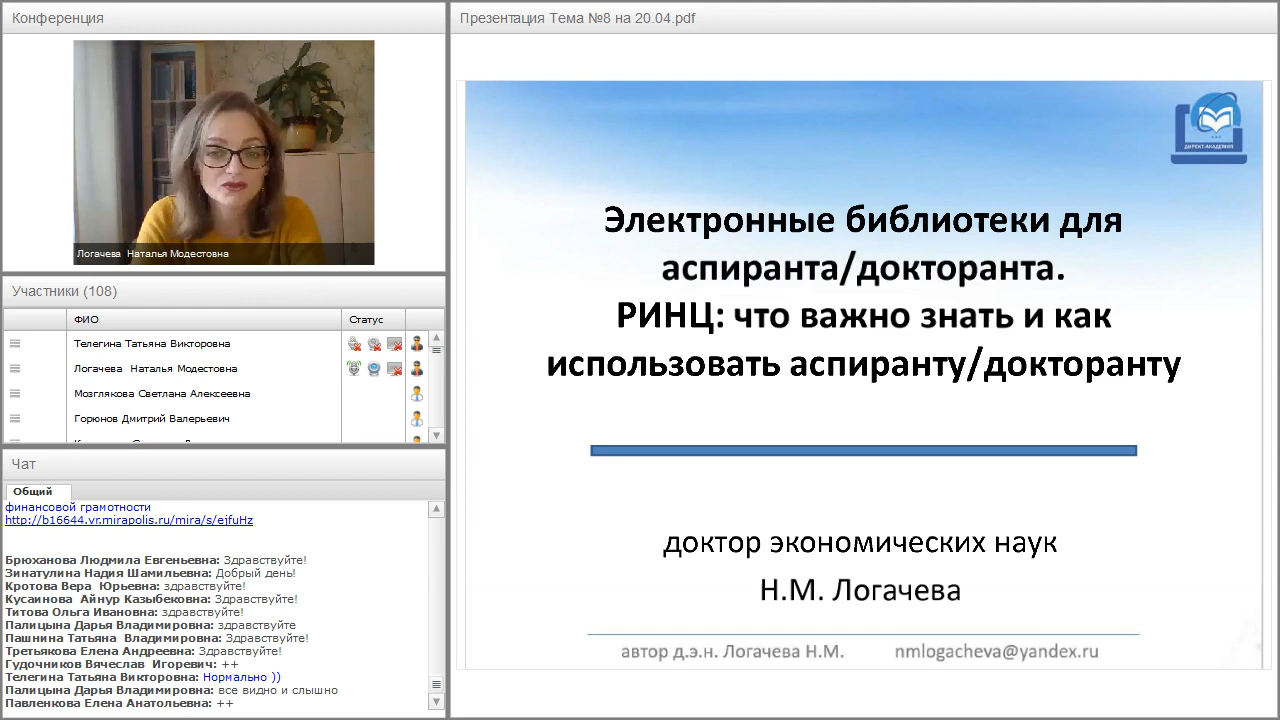 Конференция
Логачева  Наталья Модестовна
Участники (108)
ФИО
Статус
Телегина Татьяна Викторовна
Логачева  Наталья Модестовна
Мозглякова Светлана Алексеевна
Горюнов Дмитрий Валерьевич
Чат
Общий
финансовой грамотности
http://b16644.vr.mirapolis.ru/mira/s/ejfuHz
Брюханова Людмила Евгеньевна: Здравствуйте!
Зинатулина Надия Шамильевна: Добрый день!
Кротова Вера  Юрьевна: здравствуйте!
Кусаинова  Айнур Казыбековна: Здравствуйте!
Титова Ольга Ивановна: здравствуйте!
Палицына Дарья Владимировна: здравствуйте
Пашнина Татьяна  Владимировна: Здравствуйте!
Третьякова Елена Андреевна: Здравствуйте!
Гудочников Вячеслав  Игоревич: ++
Телегина Татьяна Викторовна: Нормально ))
Палицына Дарья Владимировна: все видно и слышно
Павленкова Елена Анатольевна: ++
Презентация Тема №8 на 20.04.pdf
ДИРЕКТ-АКАДЕМИЯ
Электронные библиотеки для
аспиранта/докторанта.
РИНЦ: что важно знать и как
использовать аспиранту/докторанту
доктор экономических наук
Н.М. Логачева
автор д.э.н. Логачева Н.М. nmlogacheva@yandex.ru